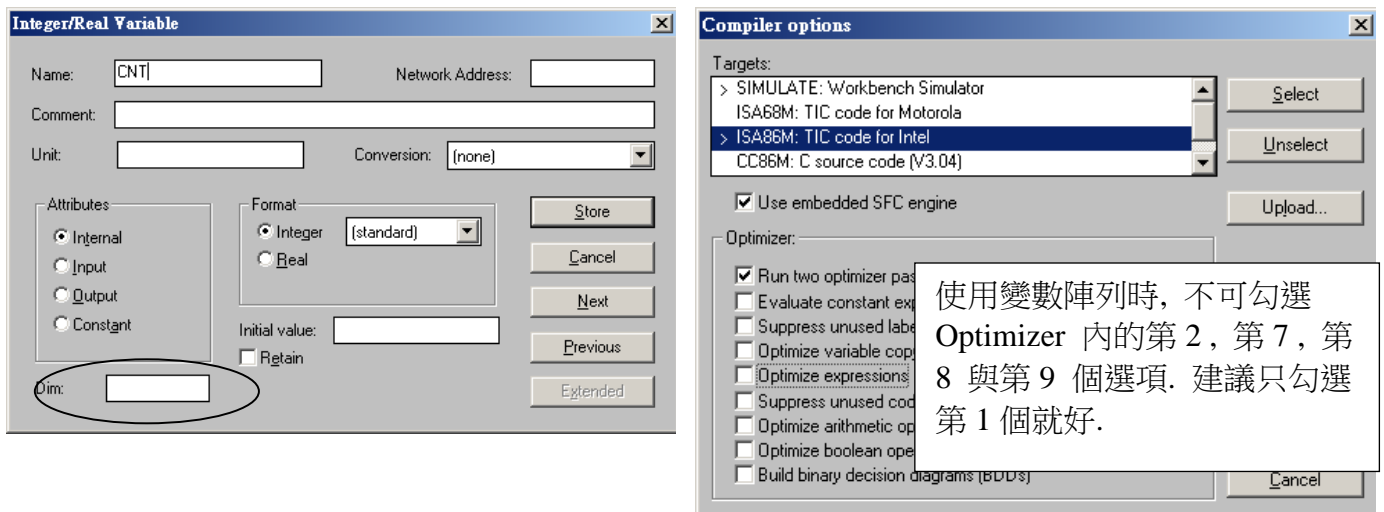 Integer/Real Variable
Name:
CNT
Network Address:
Comment:
Unit:
Conversion:
(none)
Attributes
Internal
Input
Output
Constant
Format
Integer
(standard)
Real
Initial value:
Retain
Dim:
Store
Cancel
Next
Previous
Extended
Compiler options
Targets:
> SIMULATE: Workbench Simulator
ISA68M: TIC code for Motorola
> ISA86M: TIC code for Intel
CC86M: C source code (V3.04)
Select
Unselect
Upload...
Use embedded SFC engine
Optimizer:
Run two optimizer pas
Evaluate constant exp
Suppress unused labe
Optimize variable copy
Optimize expressions
Suppress unused cod
Optimize arithmetic op
Optimize boolean ope
Build binary decision diagrams (BDDs)
Cancel
使用變數陣列時, 不可勾選
Optimizer 內的第 2 , 第 7 , 第
8 與第 9 個選項. 建議只勾選
第 1 個就好.